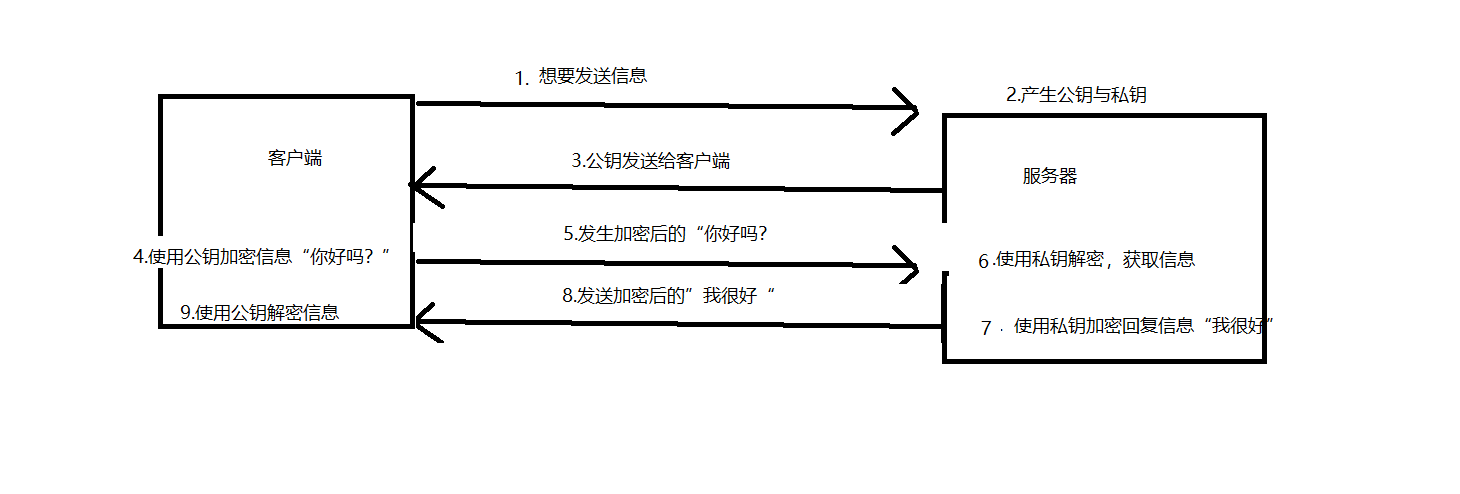 1. 想要发送信息
2.产生公钥与私钥
客户端
3.公钥发送给客户端
服务器
4.使用公钥加密信息“你好吗？“
5.发生加密后的“你好吗？
6.使用私钥解密，获取信息
8.发送加密后的”我很好“
9.使用公钥解密信息
7．使用私钥加密回复信息“我很好”